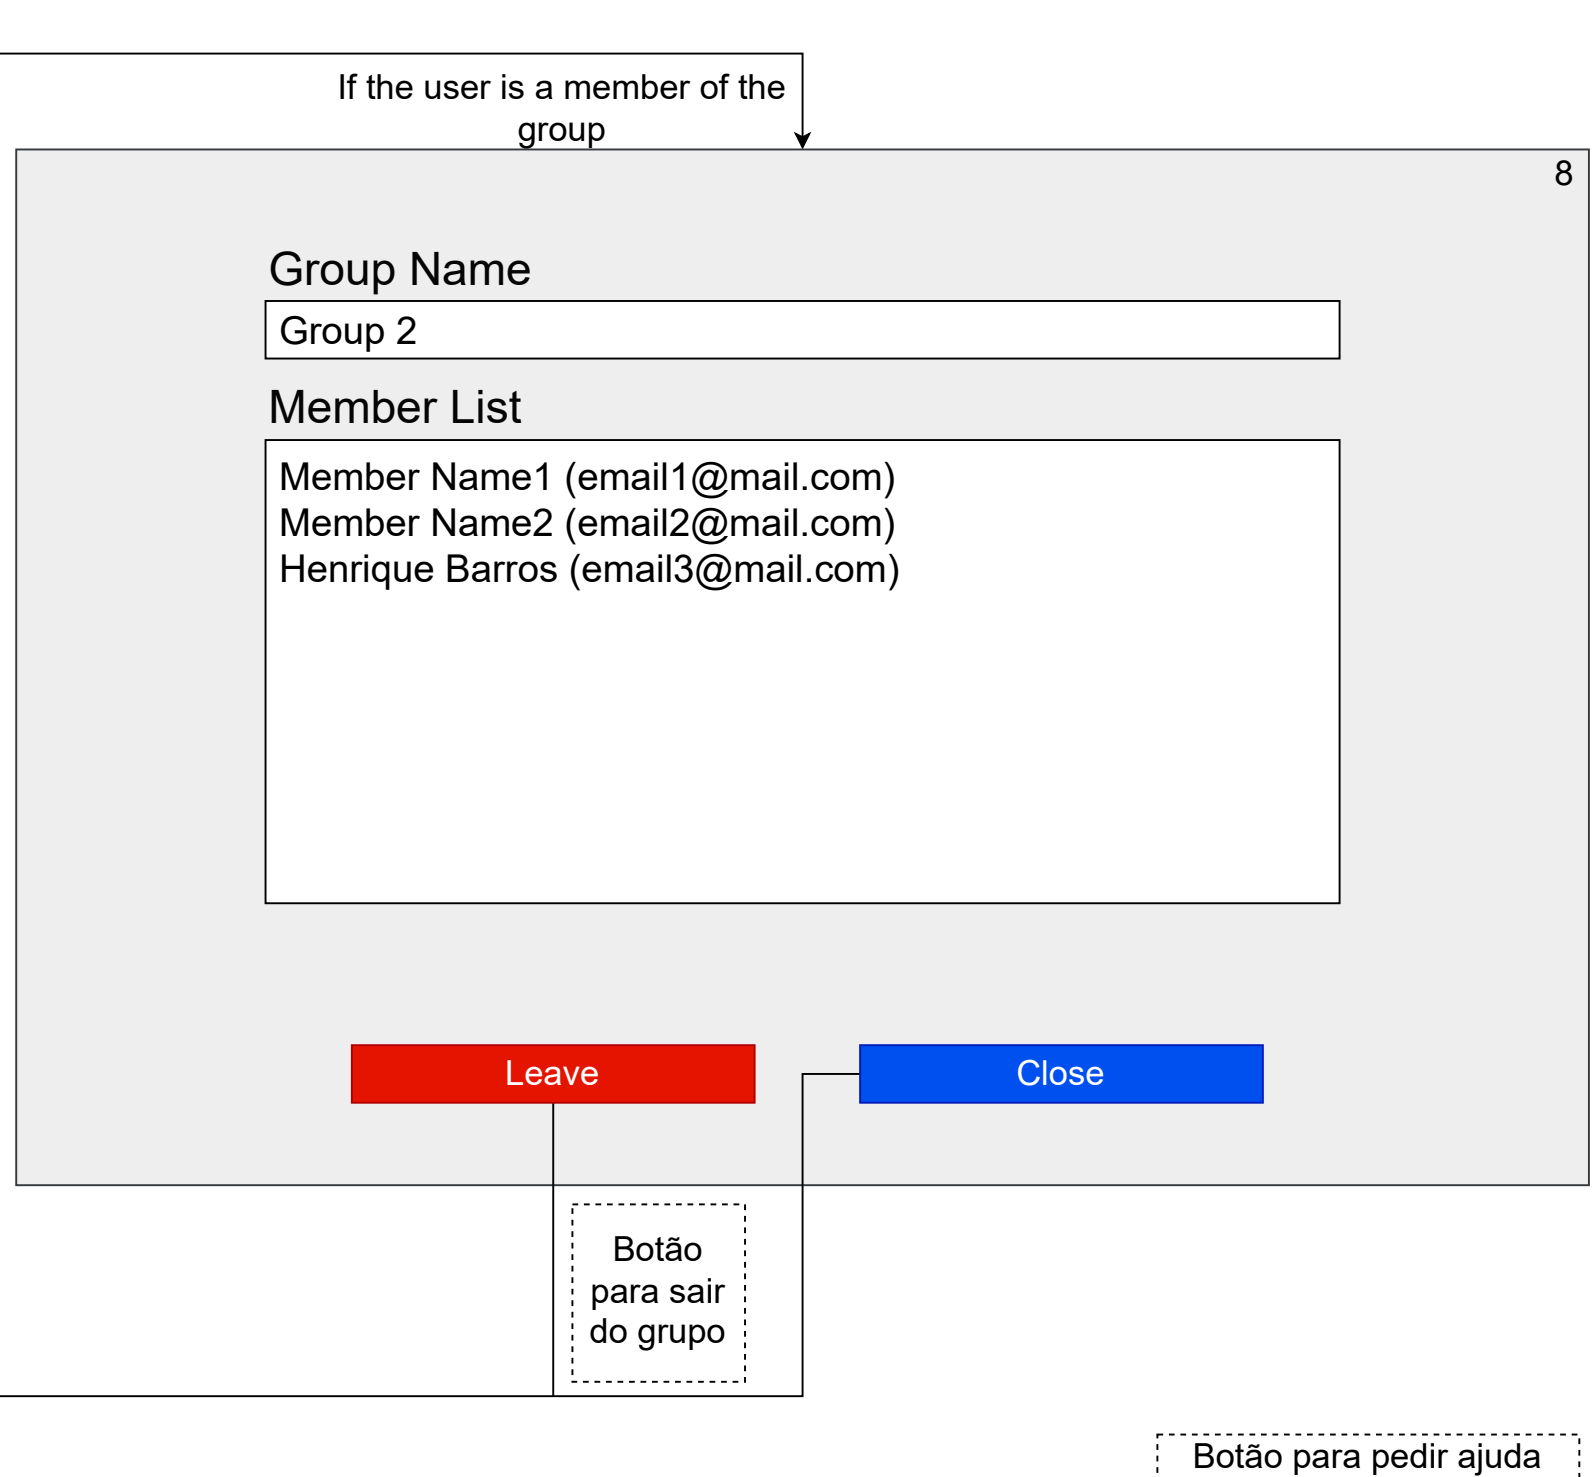 If the user is a member of the
group
8
Group Name
Group 2
Member List
Member Name1 (email1@mail.com)
Member Name2 (email2@mail.com)
Henrique Barros (email3@mail.com)
Leave
Close
Botão
para sair
do grupo
Botão para pedir ajuda